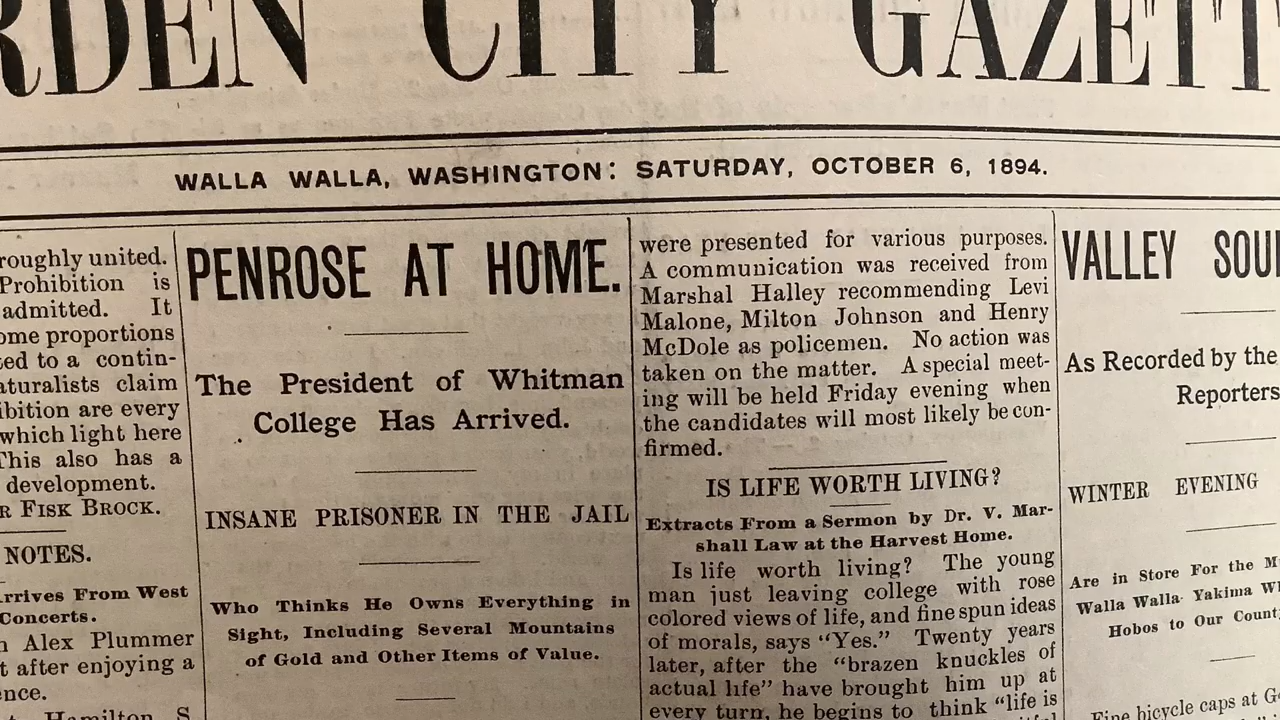 CITY
WALLA WALLA, WASHINGTON: SATURDAY, OCTOBER 6, 1894.
roughly united.
Prohibition is
admitted. It
ome proportions
ted to a contin-
aturalists claim
ibition are every
which light here
This also has a
development.
R FISK BROCK.
NOTES.
rrives From West
Concerts.
Alex Plummer
t after enjoying a
ence.
Hamilton S
PENROSE AT HOME.
The President of Whitman
College Has Arrived.
INSANE PRISONER IN THE JAIL
Who Thinks He Owns Everything in
Sight, Including Several Mountains
of Gold and Other Items of Value.
were presented for various purposes.
A communication was received from
Marshal Halley recommending Levi
Malone, Milton Johnson and Henry
McDole as policemen. No action was
taken on the matter. A special meet-
ing will be held Friday evening when
the candidates will most likely be con-
firmed.
IS LIFE WORTH LIVING?
Extracts From a Sermon by Dr. V. Mar-
shall Law at the Harvest Home.
Is life worth living? The young
man just leaving college with rose
colored views of life, and fine spun ideas
of morals, says "Yes." Twenty years
later, after the "brazen knuckles of
actual life" have brought him up at
every turn, he begins to think "life is
VALLEY
As Recorded by the
Reporters
WINTER EVENING
Are in Store For the
Walla Walla Yakima
Hobos to Our
Fine bicycle caps at